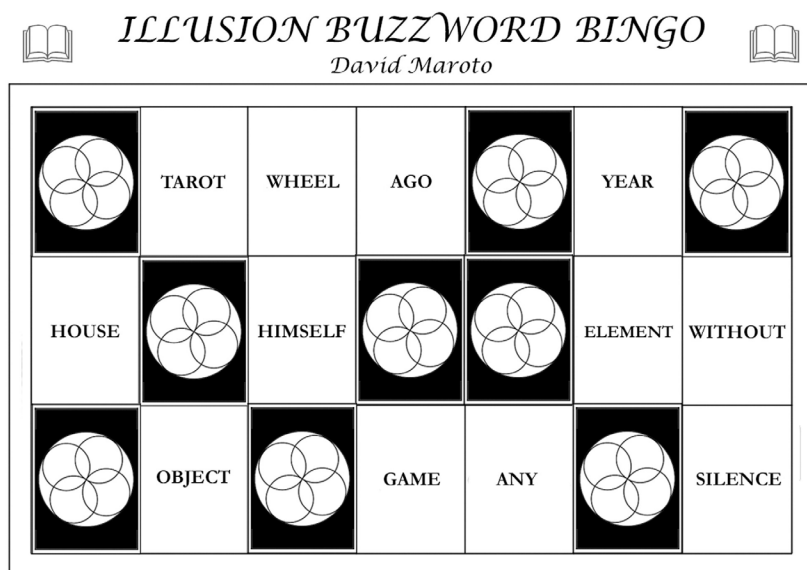 ILLUSION BUZZWORD BINGO
David Maroto
TAROT WHEEL AGO YEAR
HOUSE HIMSELF ELEMENT WITHOUT
OBJECT GAME ANY SILENCE